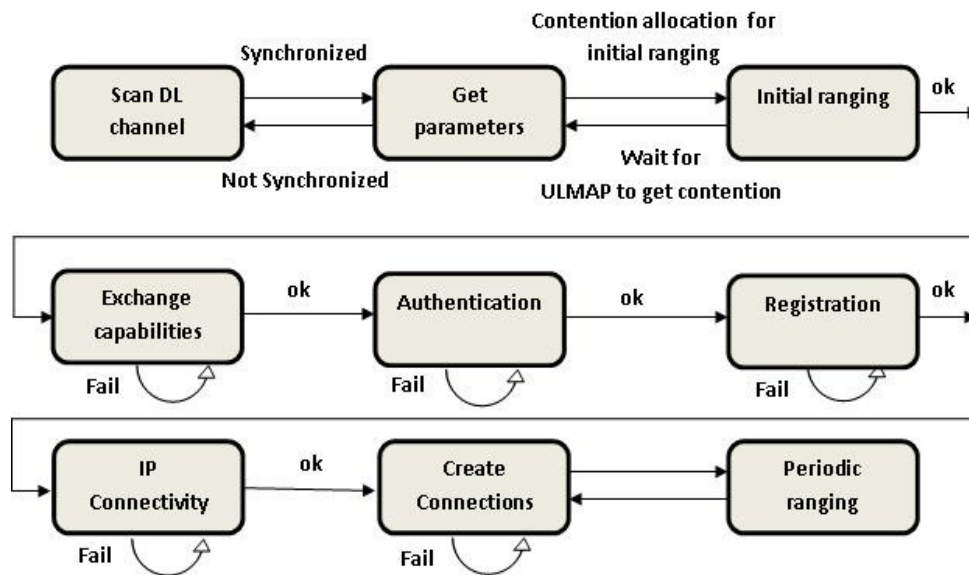 Synchronized
Contention allocation for
initial ranging
Scan DL
channel
Get
parameters
Initial ranging
ok
Not Synchronized
Wait for
ULMAP to get contention
Exchange
capabilities
ok
Authentication
ok
Registration
ok
Fail
Fail
Fail
IP
Connectivity
ok
Create
Connections
Periodic
ranging
Fail
Fail